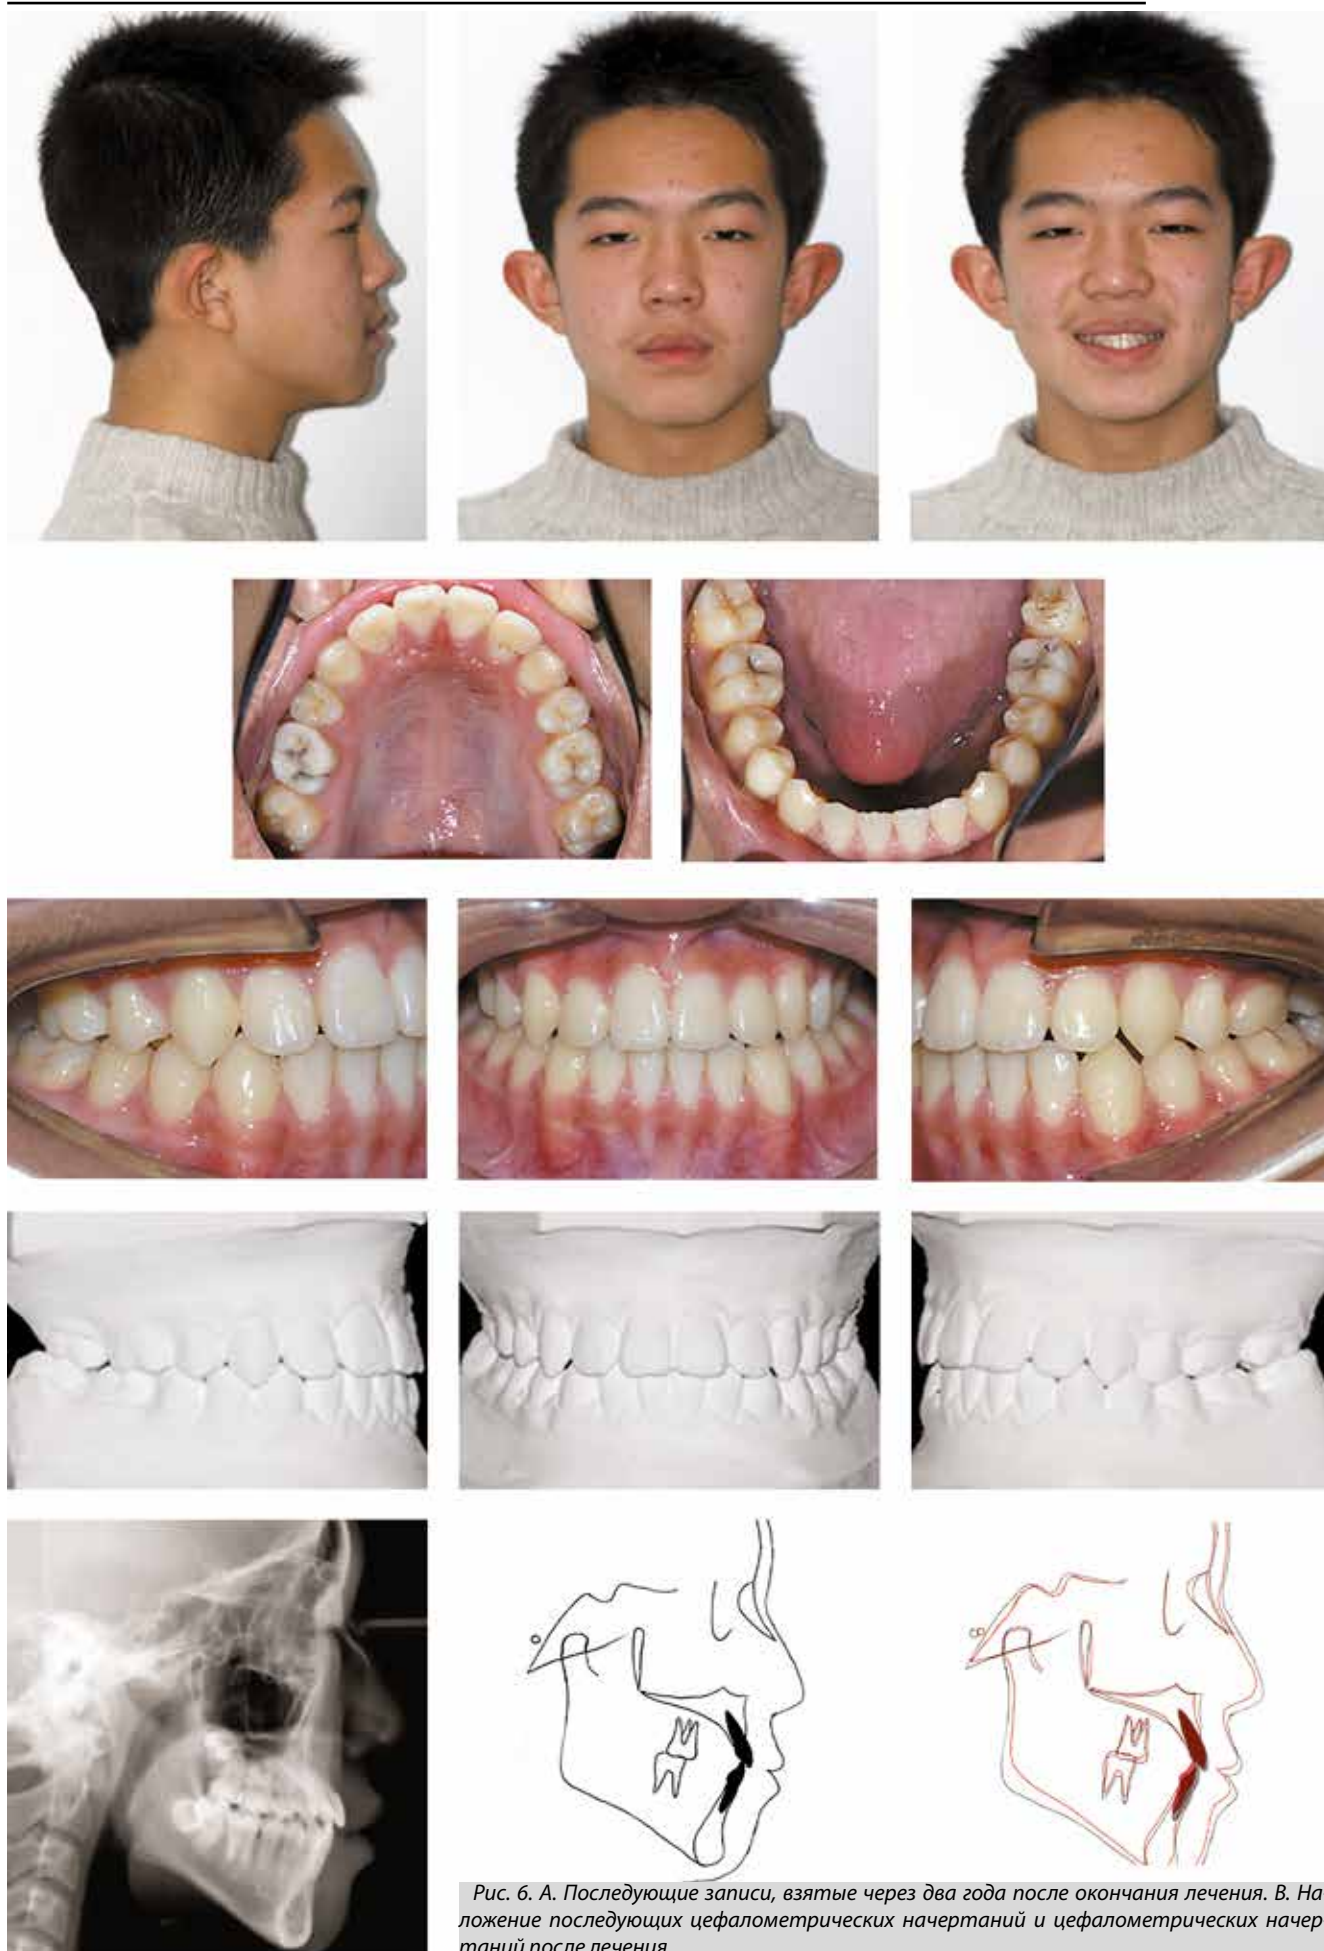 Рис. 6. А. Последующие записи, взятые через два года после окончания лечения. В. На-
ложение последующих цефалометрических начертаний и цефалометрических начер-
таний после лечения